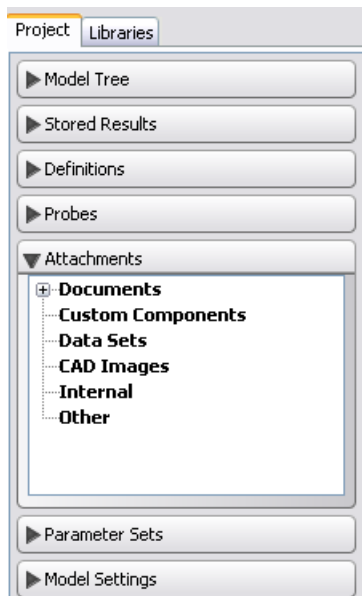 Project Libraries
Model Tree
Stored Results
Definitions
Probes
Attachments
Documents
Custom Components
Data Sets
CAD Images
Internal
Other
Parameter Sets
Model Settings